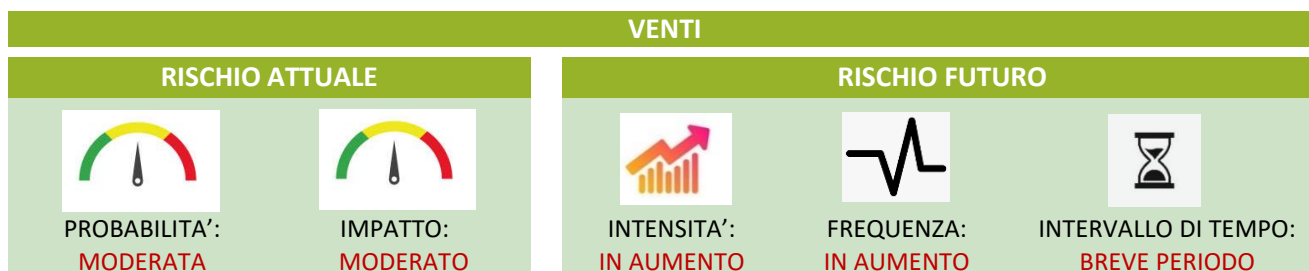 VENTI
RISCHIO ATTUALE
PROBABILITA’:
MODERATA
IMPATTO:
MODERATO
RISCHIO FUTURO
INTENSITA’:
IN AUMENTO
FREQUENZA:
IN AUMENTO
INTERVALLO DI TEMPO:
BREVE PERIODO